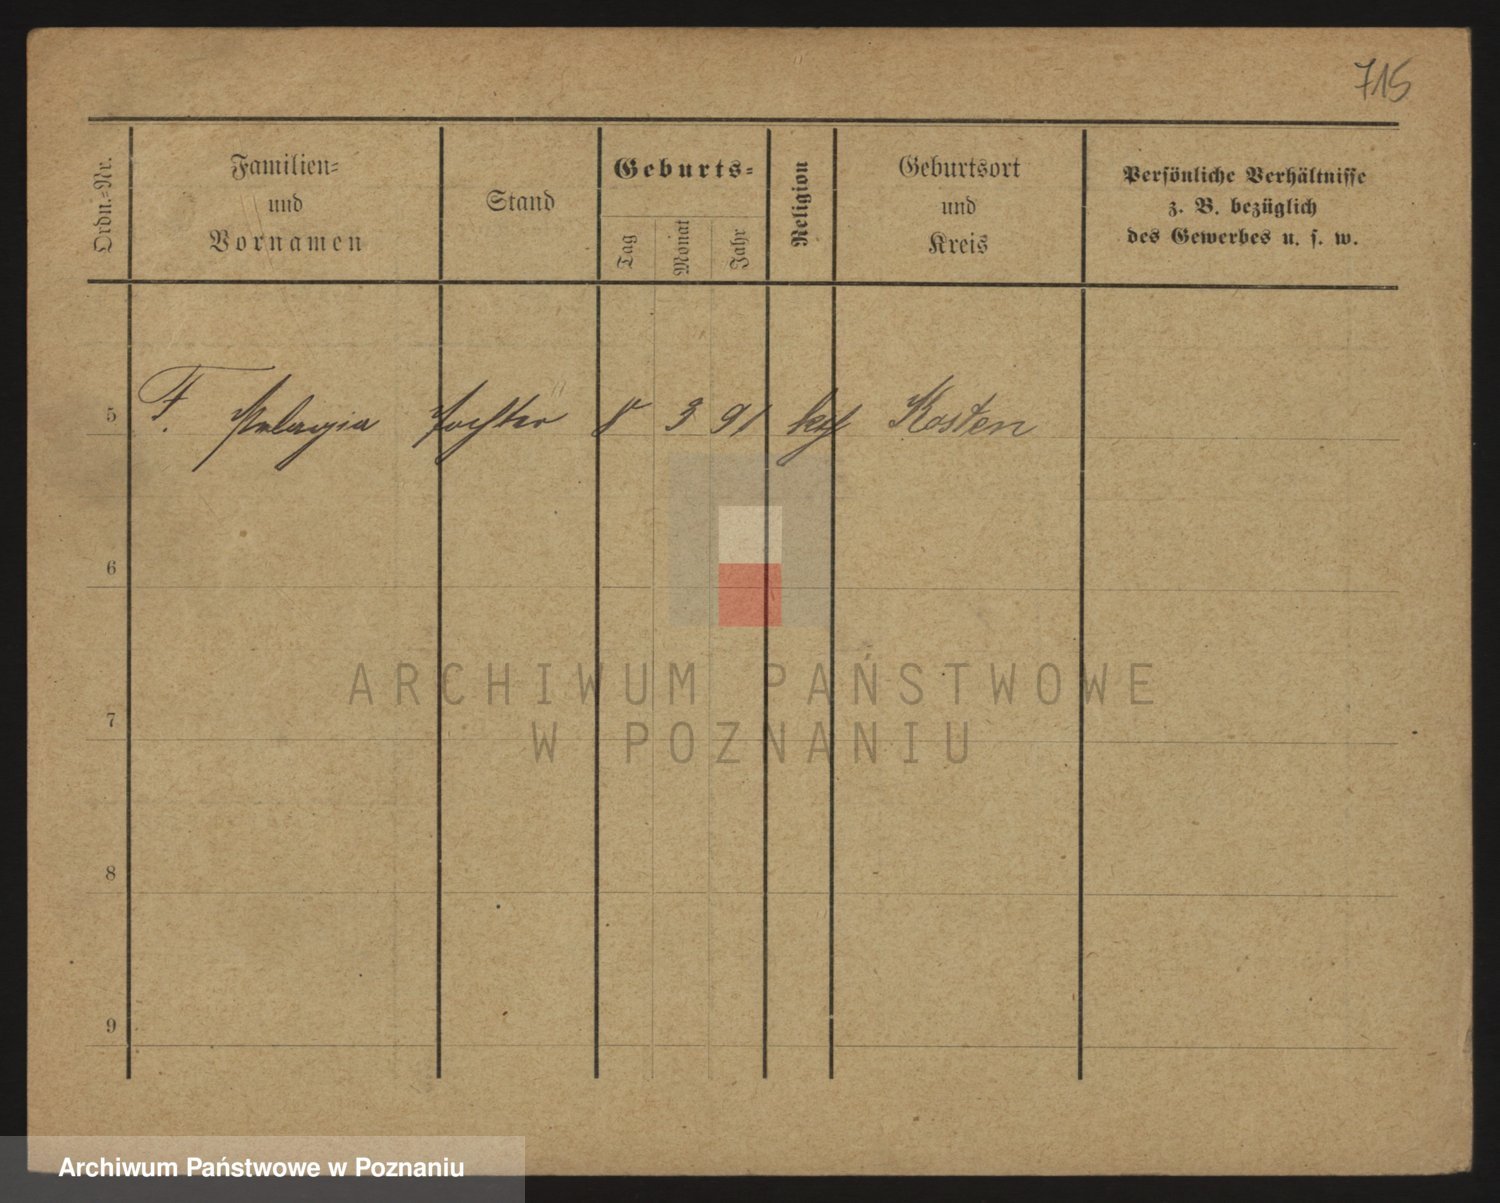 715
Ordn.-Nr.
Familien-
und
Vornamen
Stand
Geburts-
Tag
Monat
Jahr
Religion
Geburtsort
und
Kreis
Persönliche Verhältnisse
z. B. bezüglich
des Gewerbes u. s. w.
5 F. Pelagia Tochter 8 3 91 kath Kosten
6
7
8
9
ARCHIWUM PAŃSTWOWE
W POZNANIU
Archiwum Państwowe w Poznaniu